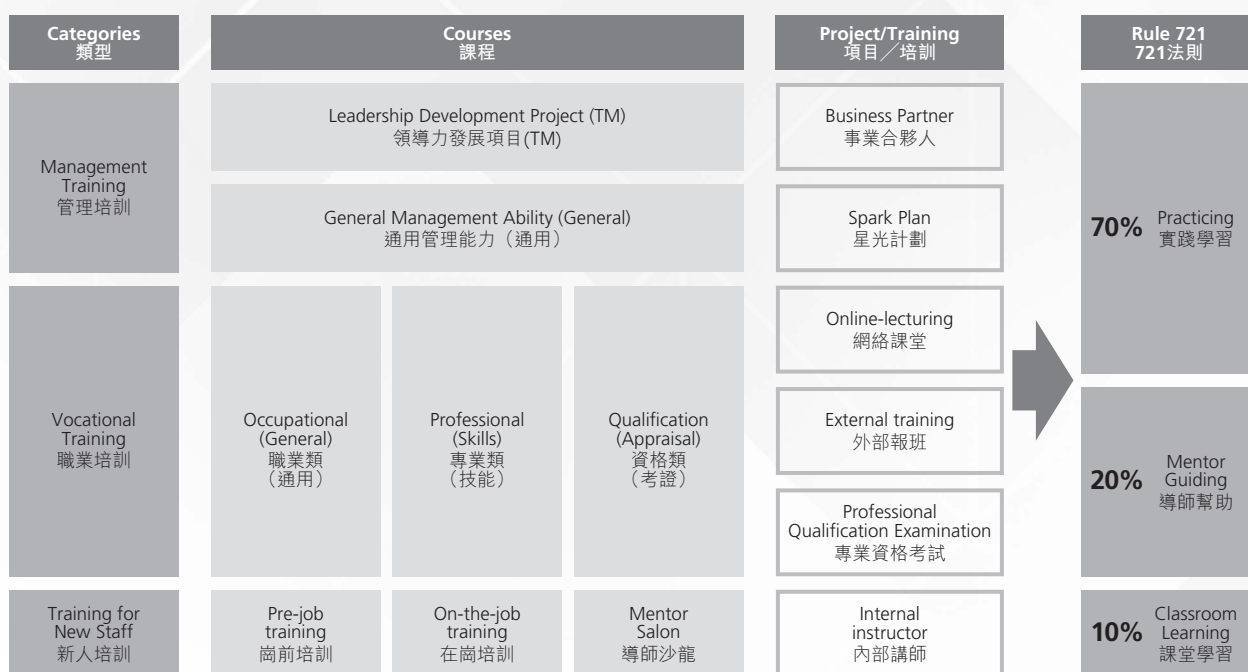 Categories
類型
Courses
課程
Project/Training
項目／培訓
Rule 721
721法則
Management
Training
管理培訓
Leadership Development Project (TM)
領導力發展項目(TM)
General Management Ability (General)
通用管理能力（通用）
Business Partner
事業合夥人
Spark Plan
星光計劃
70% Practicing
實踐學習
Vocational
Training
職業培訓
Occupational
(General)
職業類
（通用）
Professional
(Skills)
專業類
（技能）
Qualification
(Appraisal)
資格類
（考證）
Online-lecturing
網絡課堂
External training
外部報班
Professional
Qualification Examination
專業資格考試
20% Mentor
Guiding
導師幫助
Training for
New Staff
新人培訓
Pre-job
training
崗前培訓
On-the-job
training
在崗培訓
Mentor
Salon
導師沙龍
Internal
instructor
內部講師
10% Classroom
Learning
課堂學習